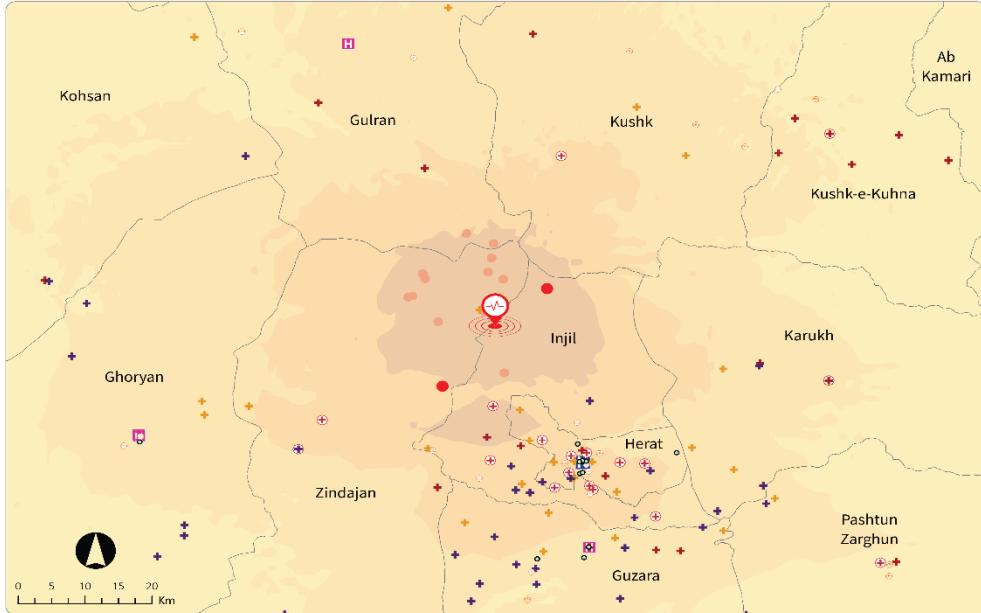 Ab
Kamari
Kohsan
H
Gulran
Kushk
Kushk-e-Kuhna
Injil
Karukh
Ghoryan
Herat
Zindajan
Pashtun
Zarghun
Guzara
0 5 10 15 20
Km